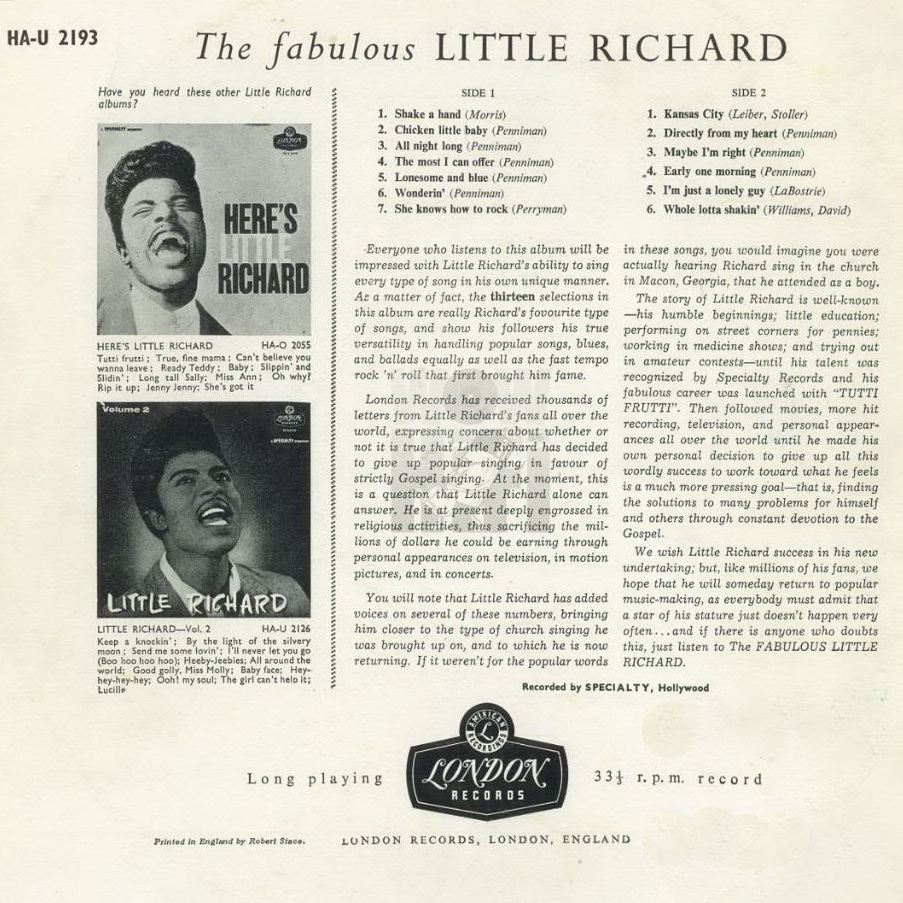 HA-U 2193
The fabulous LITTLE RICHARD
Have you heard these other Little Richard
albums?
HERE'S
LITTLE
RICHARD
HERE'S LITTLE RICHARD HA-O 2055
Tutti frutti; True, fine mama; Can't believe you
wanna leave; Ready Teddy; Baby; Slippin' and
Slidin'; Long tall Sally; Miss Ann; Oh why?
Rip it up; Jenny Jenny; She's got it
Volume 2
LITTLE RICHARD
LITTLE RICHARD—Vol. 2 HA-U 2126
Keep a knockin'; By the light of the silvery
moon; Send me some lovin'; I'll never let you go
(Boo hoo hoo hoo); Heeby-Jeebies; All around the
world; Good golly, Miss Molly; Baby face; Hey-
hey-hey-hey; Ooh! my soul; The girl can't help it;
Lucille
SIDE 1
1. Shake a hand (Morris)
2. Chicken little baby (Penniman)
3. All night long (Penniman)
4. The most I can offer (Penniman)
5. Lonesome and blue (Penniman)
6. Wonderin' (Penniman)
7. She knows how to rock (Perryman)
SIDE 2
1. Kansas City (Leiber, Stoller)
2. Directly from my heart (Penniman)
3. Maybe I'm right (Penniman)
4. Early one morning (Penniman)
5. I'm just a lonely guy (LaBostrie)
6. Whole lotta shakin' (Williams, David)
Everyone who listens to this album will be
impressed with Little Richard's ability to sing
every type of song in his own unique manner.
As a matter of fact, the thirteen selections in
this album are really Richard's fovourite type
of songs, and show his followers his true
versatility in handling popular songs, blues,
and ballads equally as well as the fast tempo
rock 'n' roll that first brought him fame.
London Records has received thousands of
letters from Little Richard's fans all over the
world, expressing concern about whether or
not it is true that Little Richard has decided
to give up popular singing in favour of
strictly Gospel singing. At the moment, this
is a question that Little Richard alone can
answer. He is at present deeply engrossed in
religious activities, thus sacrificing the mil-
lions of dollars he could be earning through
personal appearances on television, in motion
pictures, and in concerts.
You will note that Little Richard has added
voices on several of these numbers, bringing
him closer to the type of church singing he
was brought up on, and to which he is now
returning. If it weren't for the popular words
in these songs, you would imagine you were
actually hearing Richard sing in the church
in Macon, Georgia, that he attended as a boy.
The story of Little Richard is well-known
—his humble beginnings; little education;
performing on street corners for pennies;
working in medicine shows; and trying out
in amateur contests—until his talent was
recognized by Specialty Records and his
fabulous career was launched with "TUTTI
FRUTTI". Then followed movies, more hit
recording, television, and personal appear-
ances all over the world until he made his
own personal decision to give up all this
wordly success to work toward what he feels
is a much more pressing goal—that is, finding
the solutions to many problems for himself
and others through constant devotion to the
Gospel.
We wish Little Richard success in his new
undertaking; but, like millions of his fans, we
hope that he will someday return to popular
music-making, as everybody must admit that
a star of his stature just doesn't happen very
often...and if there is anyone who doubts
this, just listen to The FABULOUS LITTLE
RICHARD.
Recorded by SPECIALTY, Hollywood
Long playing
AMERICAN
L
RECORDINGS
LONDON
RECORDS
33⅓ r.p.m. record
Printed in England by Robert Stace.
LONDON RECORDS, LONDON, ENGLAND